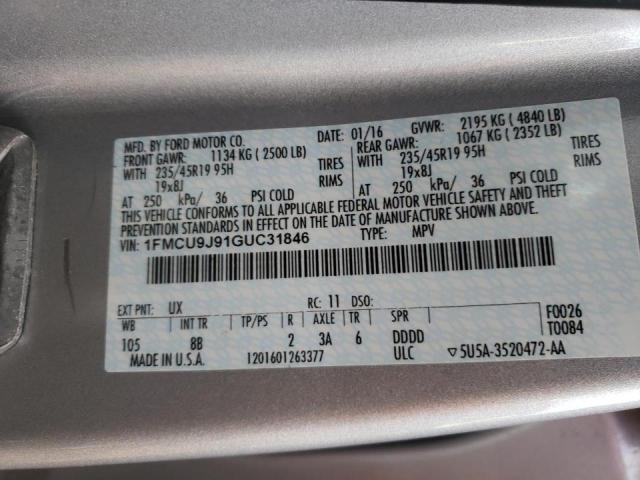 MFD. BY FORD MOTOR CO.
DATE: 01/16 GVWR: 2195 KG ( 4840 LB)
FRONT GAWR: 1134 KG ( 2500 LB) REAR GAWR: 1067 KG ( 2352 LB)
WITH 235/45R19 95H TIRES WITH 235/45R19 95H TIRES
19x8J RIMS 19x8J RIMS
AT 250 kPa/ 36 PSI COLD AT 250 kPa/ 36 PSI COLD
THIS VEHICLE CONFORMS TO ALL APPLICABLE FEDERAL MOTOR VEHICLE SAFETY AND THEFT
PREVENTION STANDARDS IN EFFECT ON THE DATE OF MANUFACTURE SHOWN ABOVE.
VIN: 1FMCU9J91GUC31846 TYPE: MPV
EXT PNT: UX RC: 11 DSO: F0026
WB INT TR TP/PS R AXLE TR SPR T0084
105 8B 2 3A 6 DDDD
MADE IN U.S.A. 1201601263377 ULC ▽5U5A-3520472-AA